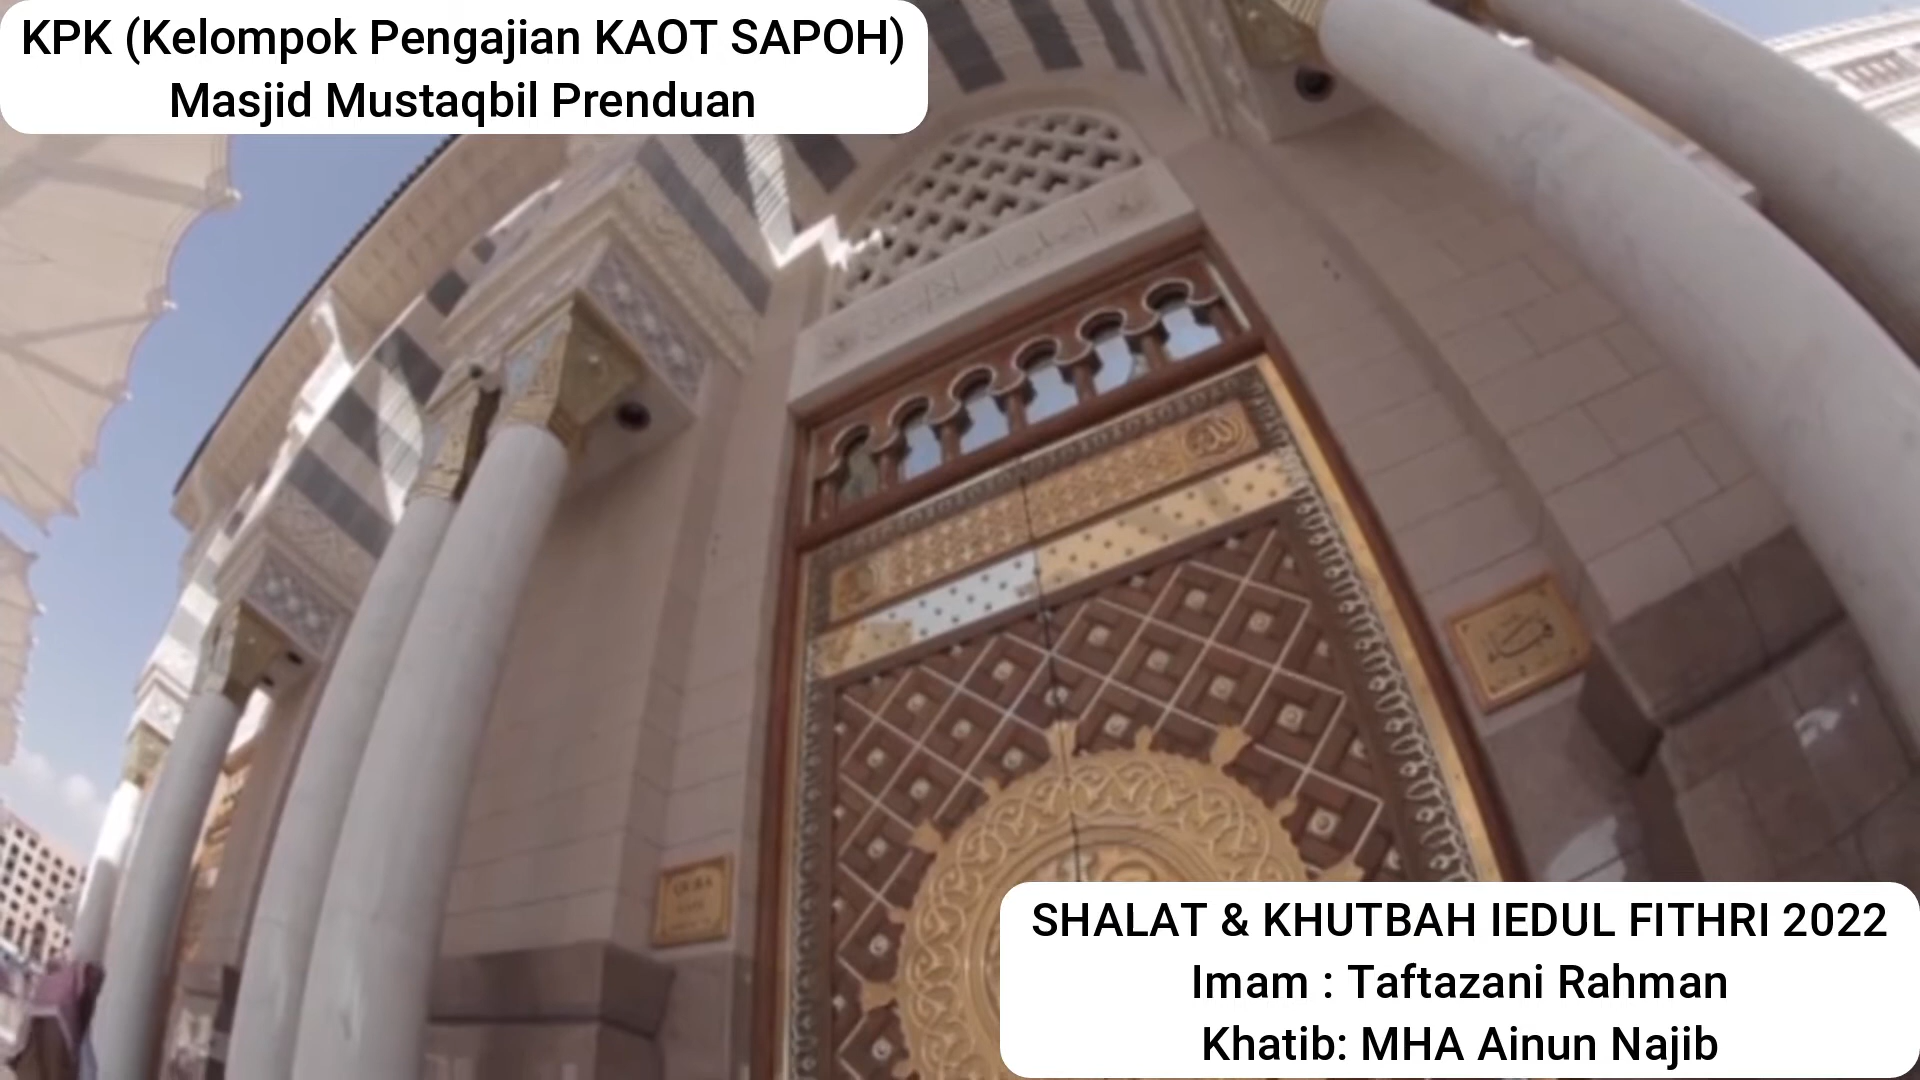 KPK (Kelompok Pengajian KAOT SAPOH)
Masjid Mustaqbil Prenduan
SHALAT & KHUTBAH IEDUL FITHRI 2022
Imam : Taftazani Rahman
Khatib: MHA Ainun Najib